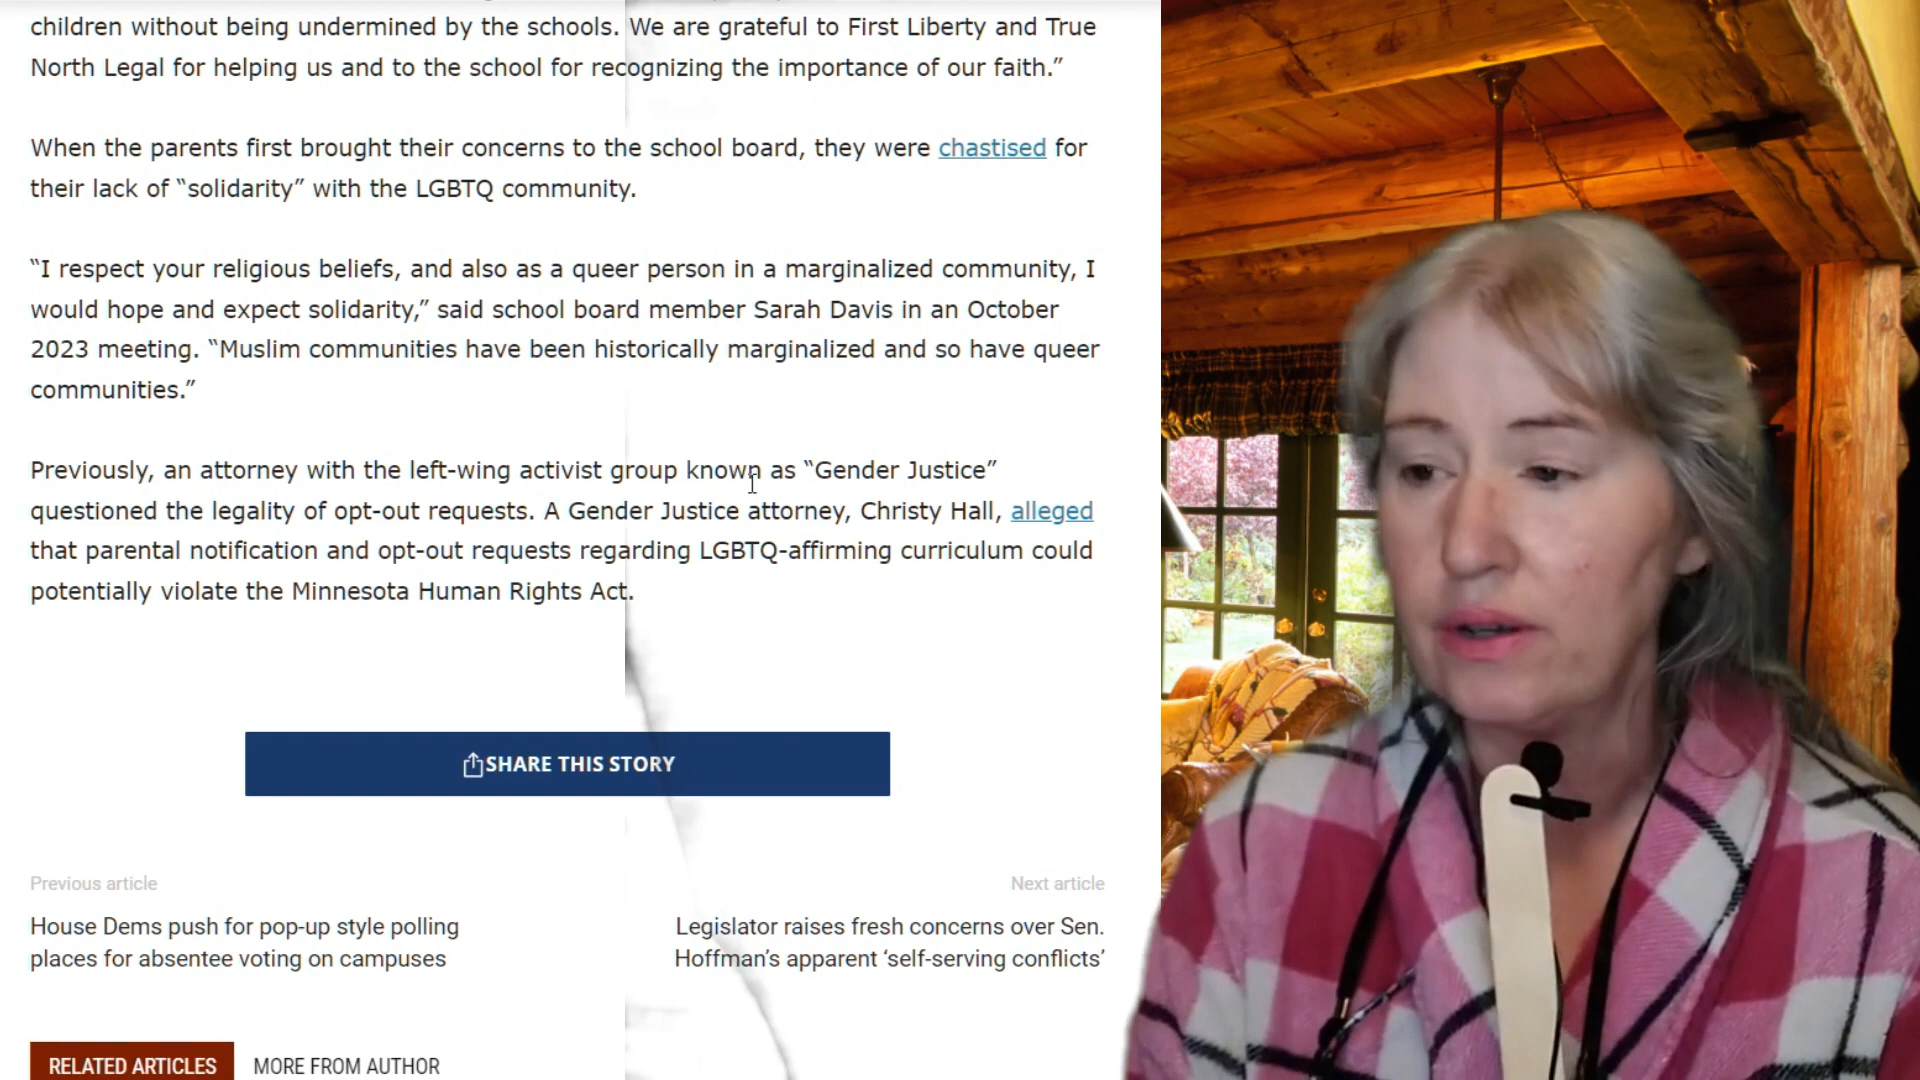 children without being undermined by the schools. We are grateful to First Liberty and True
North Legal for helping us and to the school for recognizing the importance of our faith.”
When the parents first brought their concerns to the school board, they were chastised for
their lack of “solidarity” with the LGBTQ community.
“I respect your religious beliefs, and also as a queer person in a marginalized community, I
would hope and expect solidarity,” said school board member Sarah Davis in an October
2023 meeting. “Muslim communities have been historically marginalized and so have queer
communities.”
Previously, an attorney with the left-wing activist group known as “Gender Justice”
questioned the legality of opt-out requests. A Gender Justice attorney, Christy Hall, alleged
that parental notification and opt-out requests regarding LGBTQ-affirming curriculum could
potentially violate the Minnesota Human Rights Act.
SHARE THIS STORY
Previous article
Next article
House Dems push for pop-up style polling
places for absentee voting on campuses
Legislator raises fresh concerns over Sen.
Hoffman’s apparent ‘self-serving conflicts’
RELATED ARTICLES
MORE FROM AUTHOR